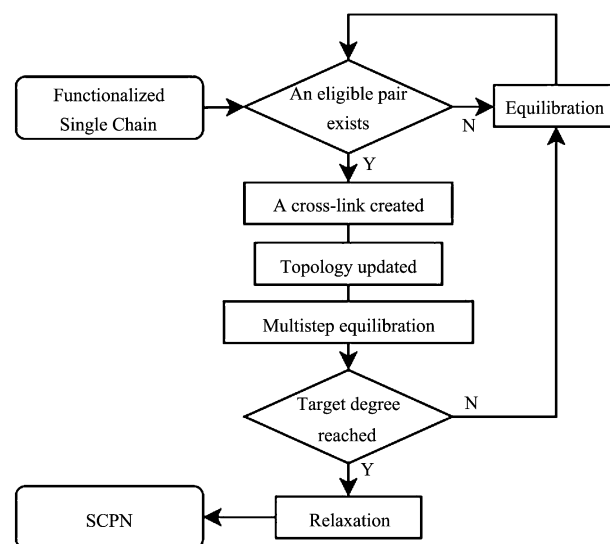 Functionalized
Single Chain
An eligible pair
exists
N
Equilibration
Y
A cross-link created
Topology updated
Multistep equilibration
Target degree
reached
N
Y
Relaxation
SCPN